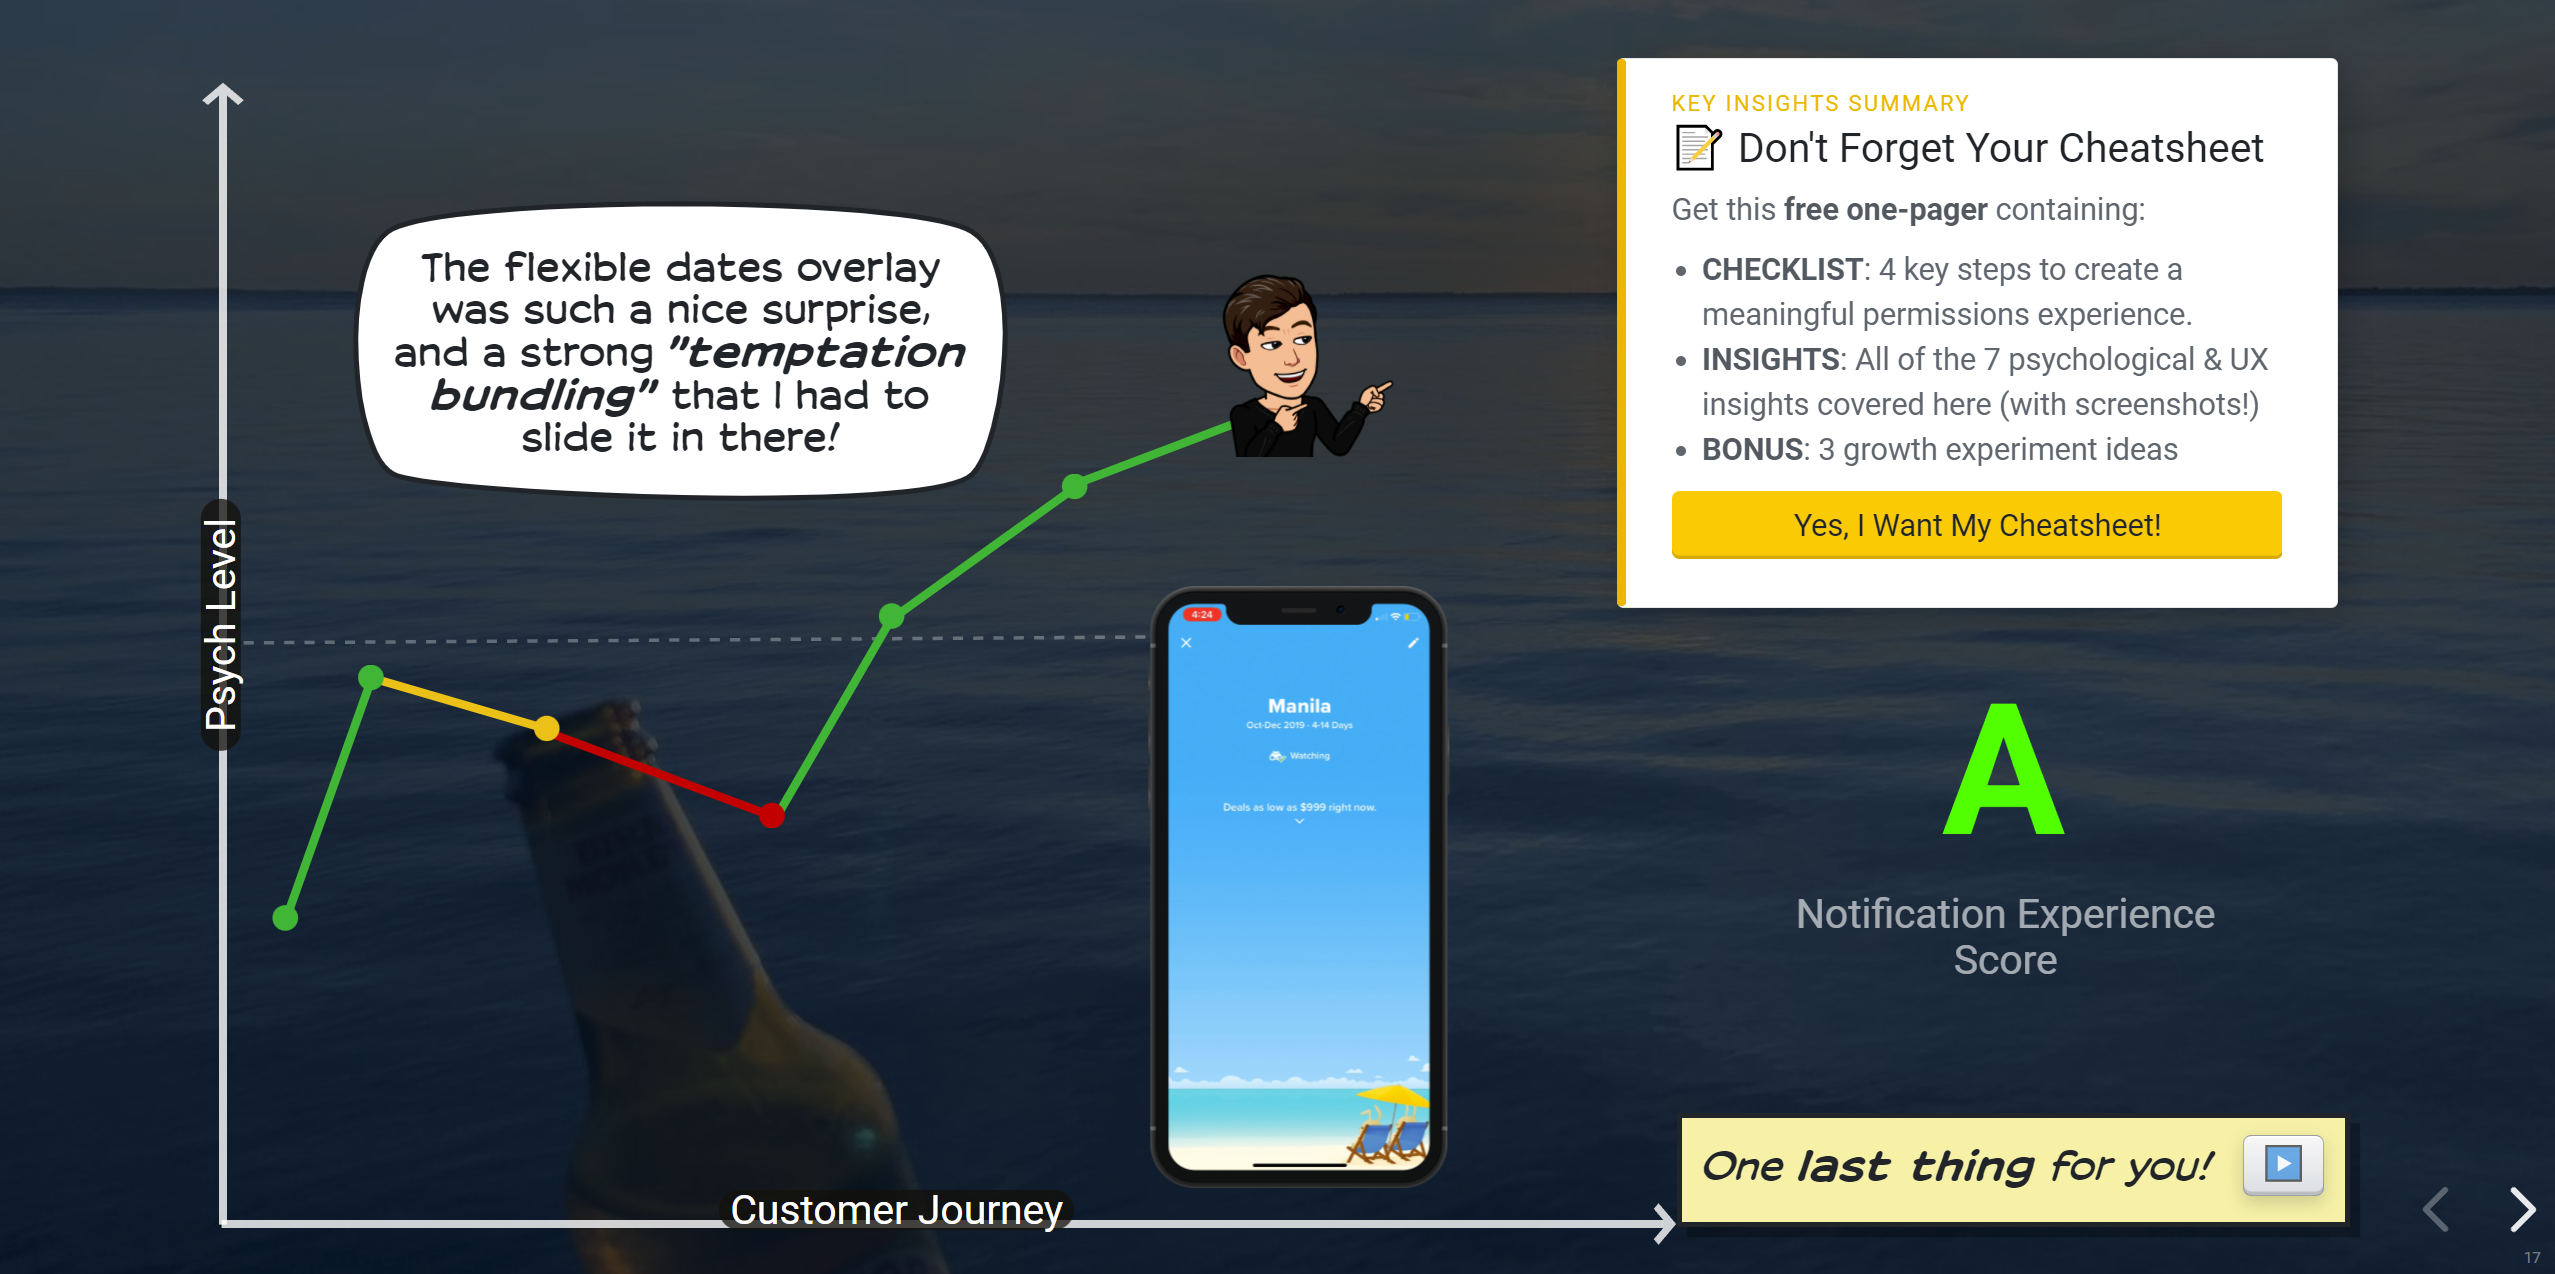 The flexible dates overlay
was such a nice surprise,
and a strong "temptation
bundling" that I had to
slide it in there!
Psych Level
Customer Journey
4:24
Manila
Oct-Dec 2019 · 4-14 Days
Watching
Deals as low as $999 right now.
KEY INSIGHTS SUMMARY
📝 Don't Forget Your Cheatsheet
Get this free one-pager containing:
• CHECKLIST: 4 key steps to create a
meaningful permissions experience.
• INSIGHTS: All of the 7 psychological & UX
insights covered here (with screenshots!)
• BONUS: 3 growth experiment ideas
Yes, I Want My Cheatsheet!
A
Notification Experience
Score
One last thing for you!
17